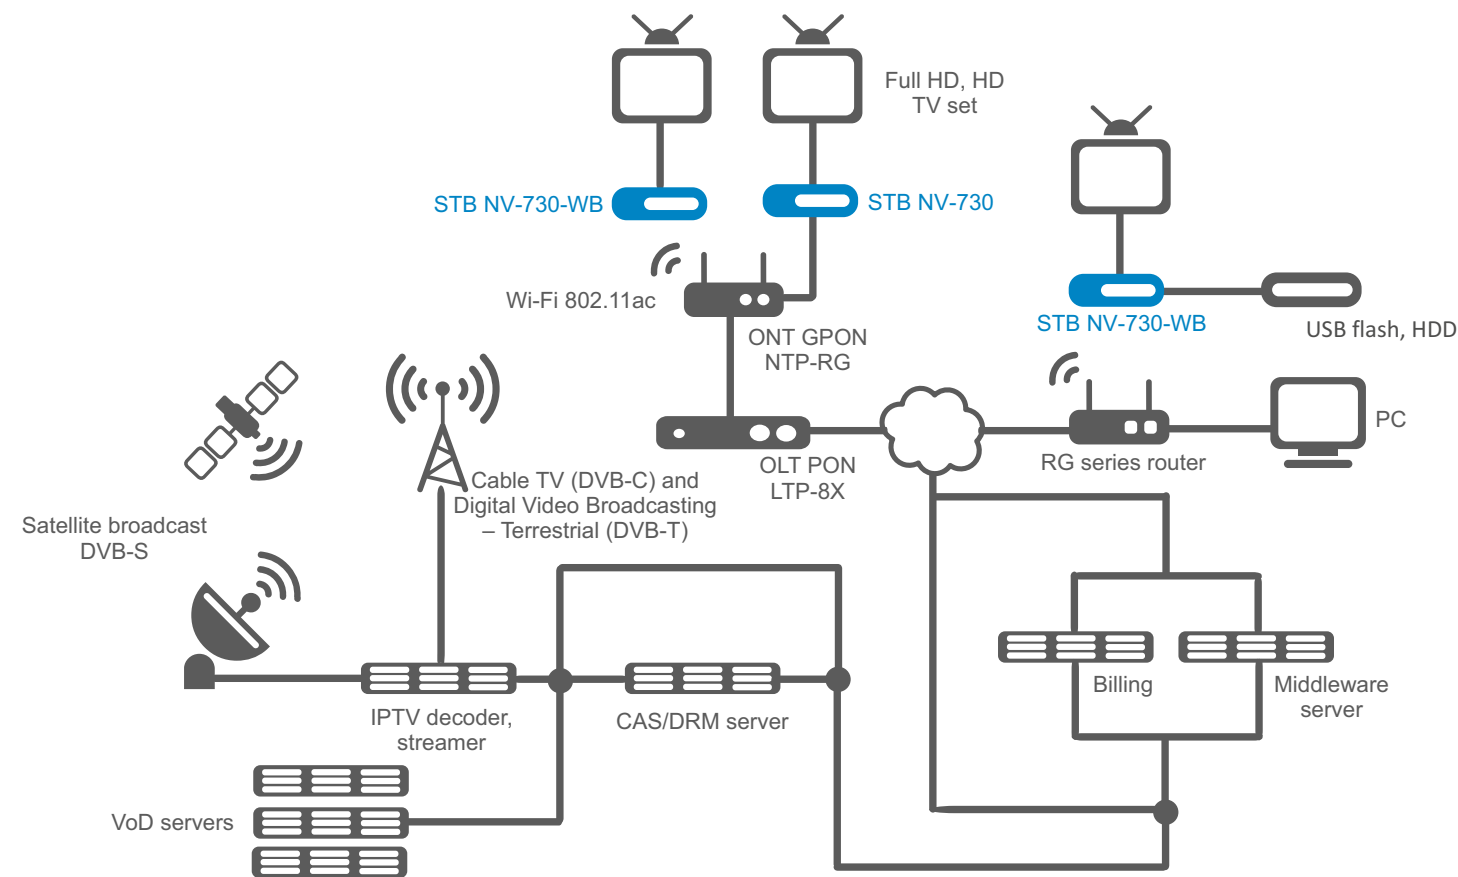 Full HD, HD
TV set
STB NV-730-WB
STB NV-730
Wi-Fi 802.11ac
ONT GPON
NTP-RG
STB NV-730-WB
USB flash, HDD
PC
RG series router
OLT PON
LTP-8X
Cable TV (DVB-C) and
Digital Video Broadcasting
– Terrestrial (DVB-T)
Satellite broadcast
DVB-S
IPTV decoder,
streamer
CAS/DRM server
Billing
Middleware
server
VoD servers